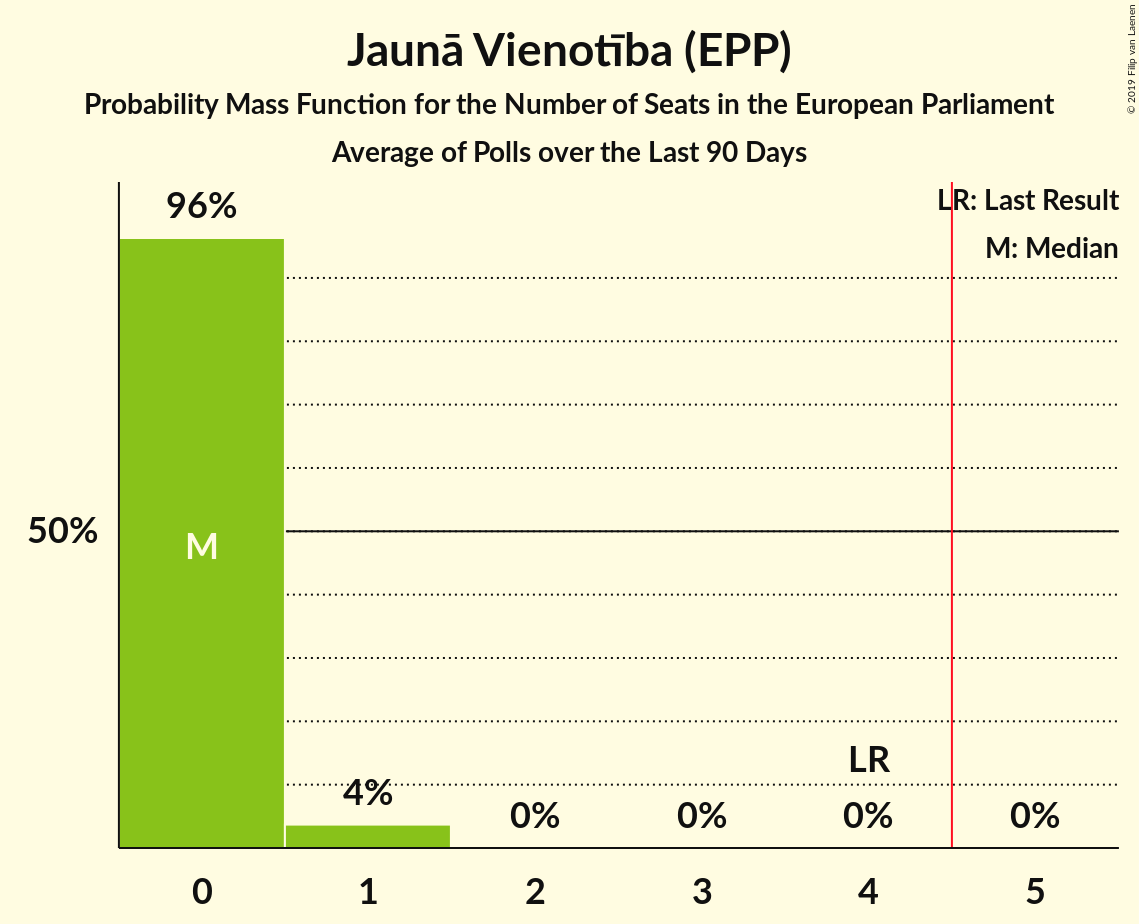 Jaunā Vienotība (EPP)
Probability Mass Function for the Number of Seats in the European Parliament
Average of Polls over the Last 90 Days
© 2019 Filip van Laenen
LR: Last Result
M: Median
96%
50%
M
LR
4%
0%
0%
0%
0%
0
1
2
3
4
5